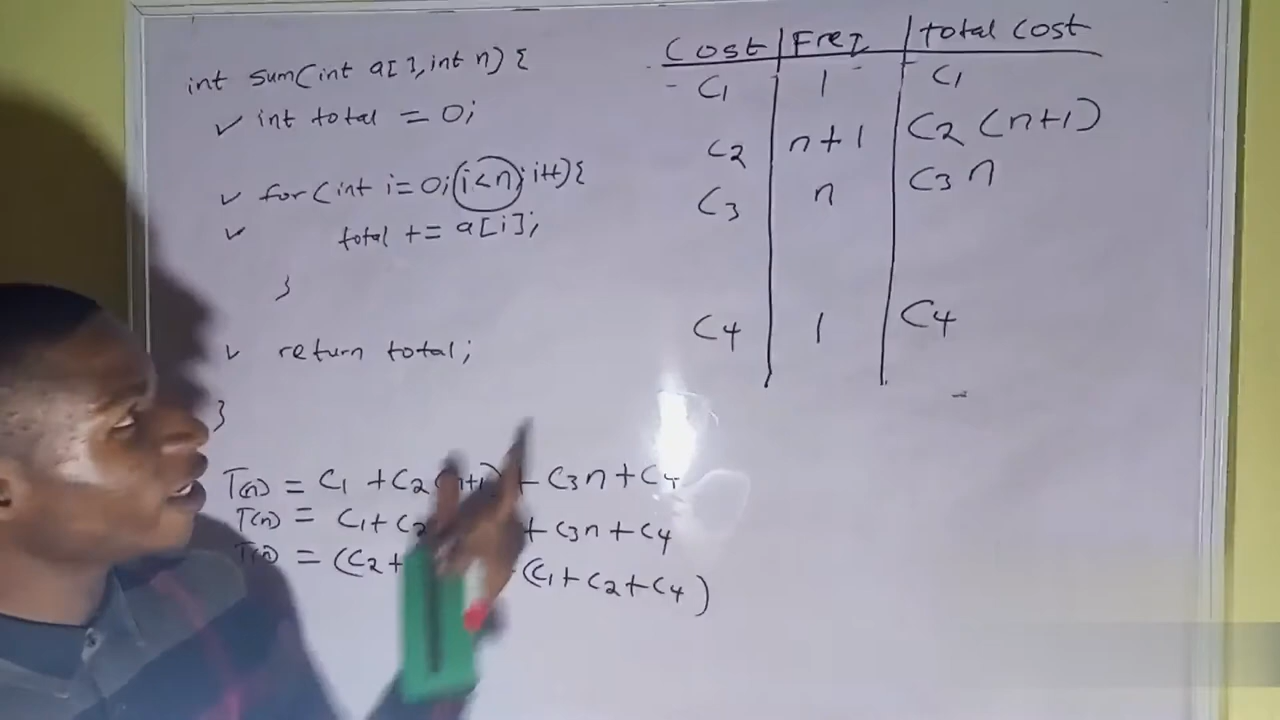 int sum(int a[], int n) {
✓ int total = 0;
✓ for(int i=0; i<n; i++){
✓ total += a[i];
}
✓ return total;
}
Cost | Freq | total cost
C1 | 1 | C1
C2 | n+1 | C2 (n+1)
C3 | n | C3 n
C4 | 1 | C4
T(n) = C1 + C2(n+1) + C3n + C4
T(n) = C1 + C2 + C3n + C4
T(n) = (C2+ (C1 + C2 + C4)